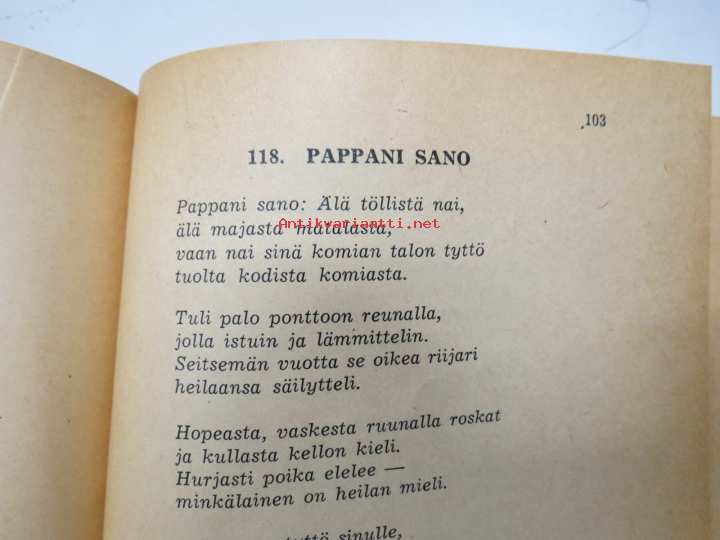 103
118. PAPPANI SANO
Pappani sano: Älä töllistä nai,
älä majasta matalasta,
Antikvariaatti.net
vaan nai sinä komian talon tyttö
tuolta kodista komiasta.
Tuli palo ponttoon reunalla,
jolla istuin ja lämmittelin.
Seitsemän vuotta se oikea riijari
heilaansa säilytteli.
Hopeasta, vaskesta ruunalla roskat
ja kullasta kellon kieli.
Hurjasti poika elelee —
minkälainen on heilan mieli.
tyttö sinulle,